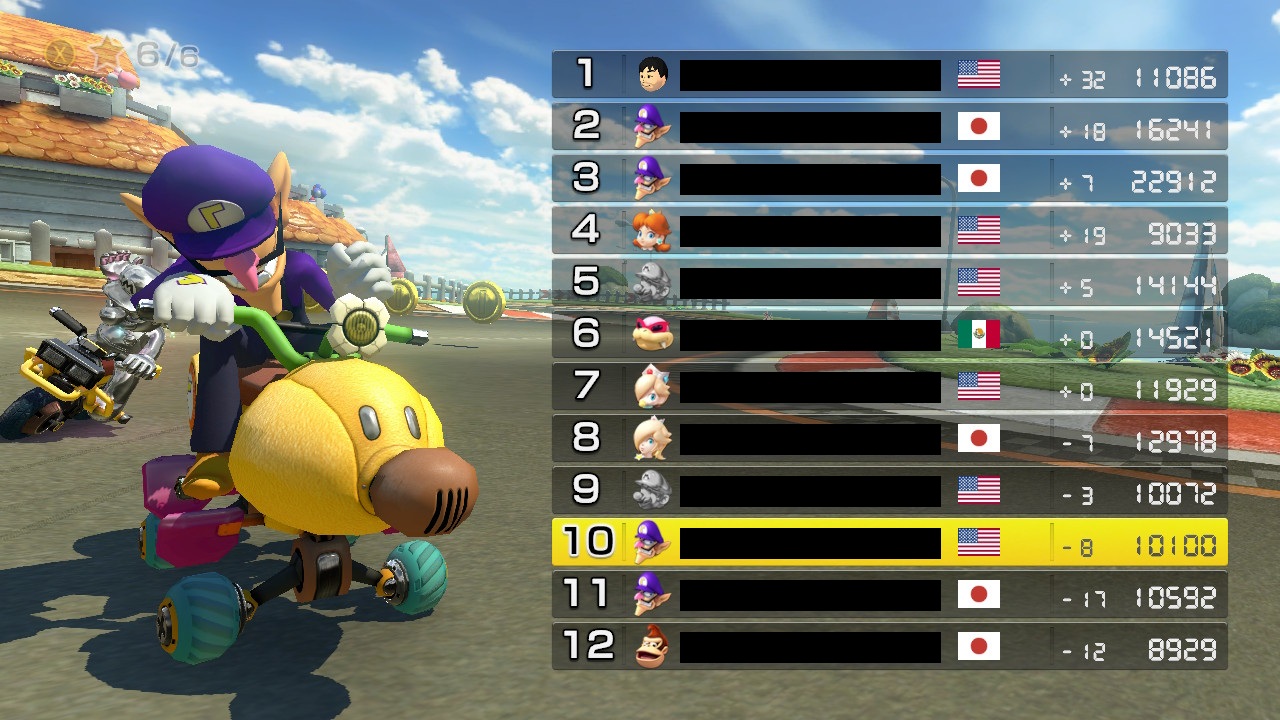 X 6/6
1 + 32 11086
2 + 18 16241
3 + 7 22912
4 + 19 9033
5 + 5 14144
6 + 0 14521
7 + 0 11929
8 - 7 12978
9 - 3 10072
10 - 8 10100
11 - 17 10592
12 - 12 8929